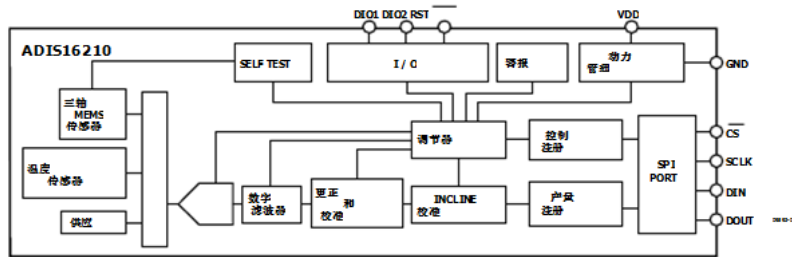 DIO1 DIO2 RST
VDD
ADIS16210
SELF TEST
I / O
警报
动力
管理
GND
三轴
MEMS
传感器
调节器
控制
注册
CS
SPI
PORT
SCLK
温度
传感器
DIN
数字
滤波器
更正
和
校准
INCLINE
校准
产量
注册
供应
DOUT